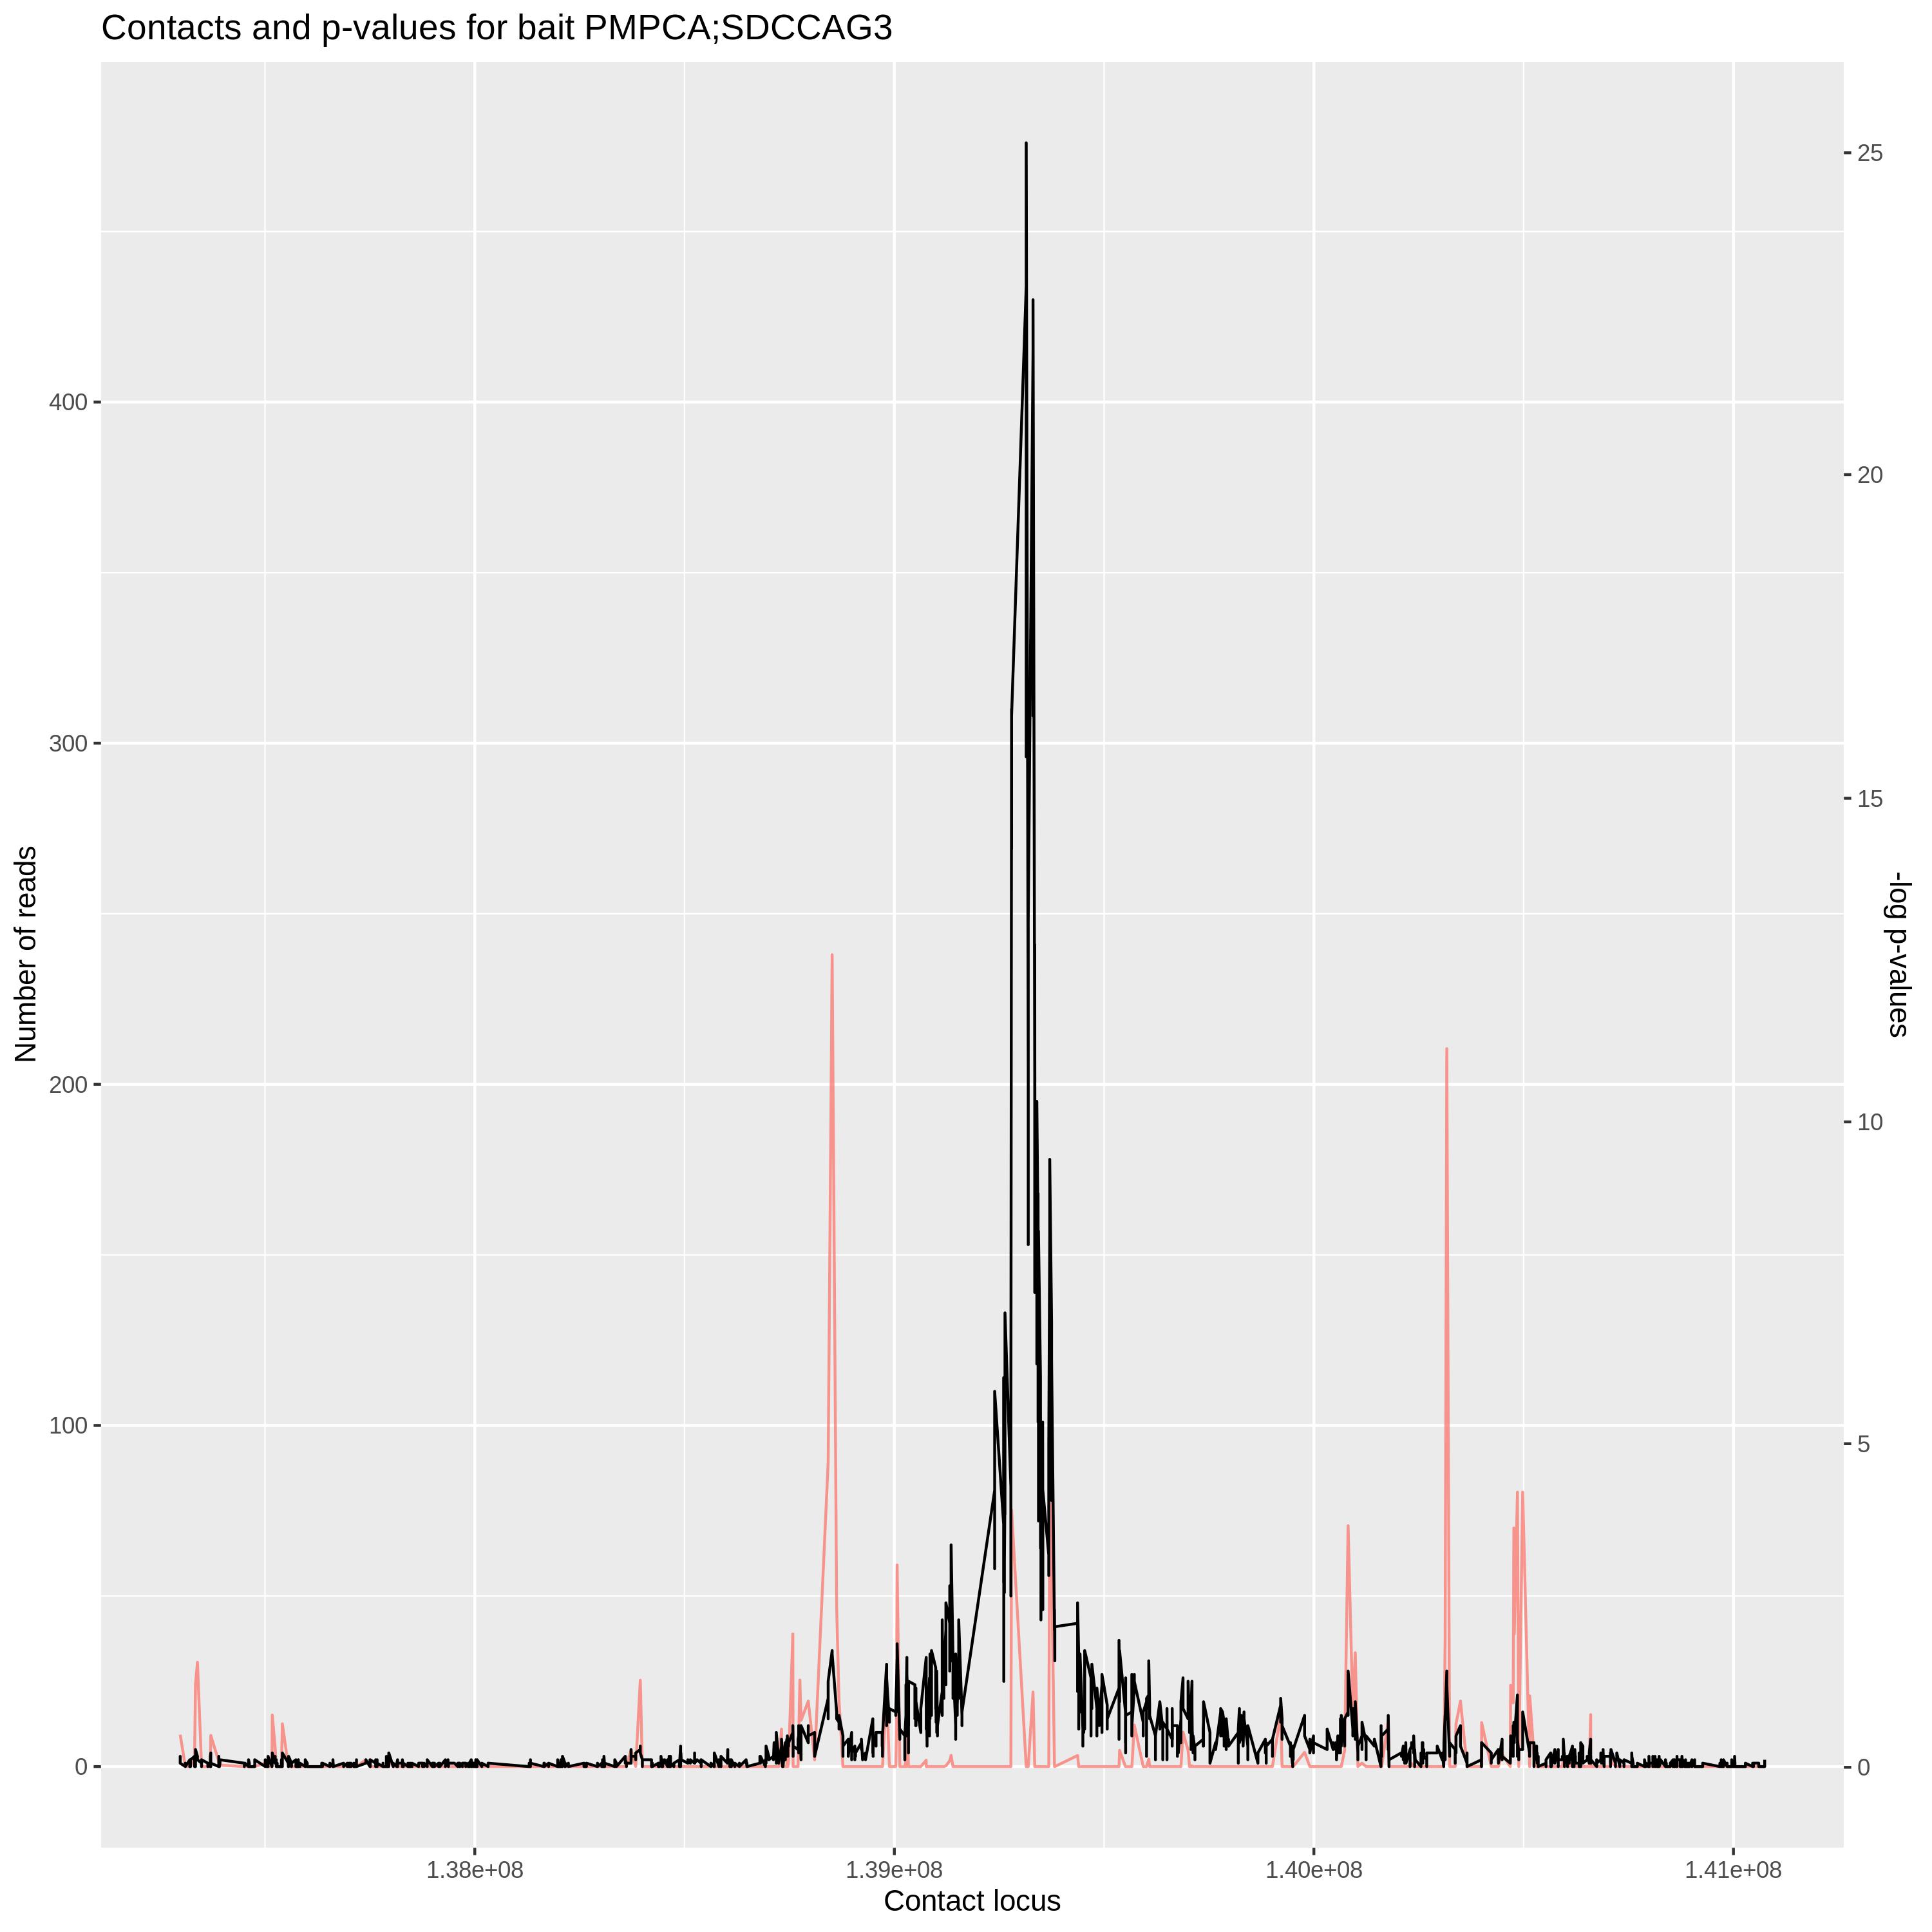 Contacts and p-values for bait PMPCA;SDCCAG3
Number of reads
400
300
200
100
0
25
20
15
10
5
0
-log p-values
1.38e+08
1.39e+08
1.40e+08
1.41e+08
Contact locus